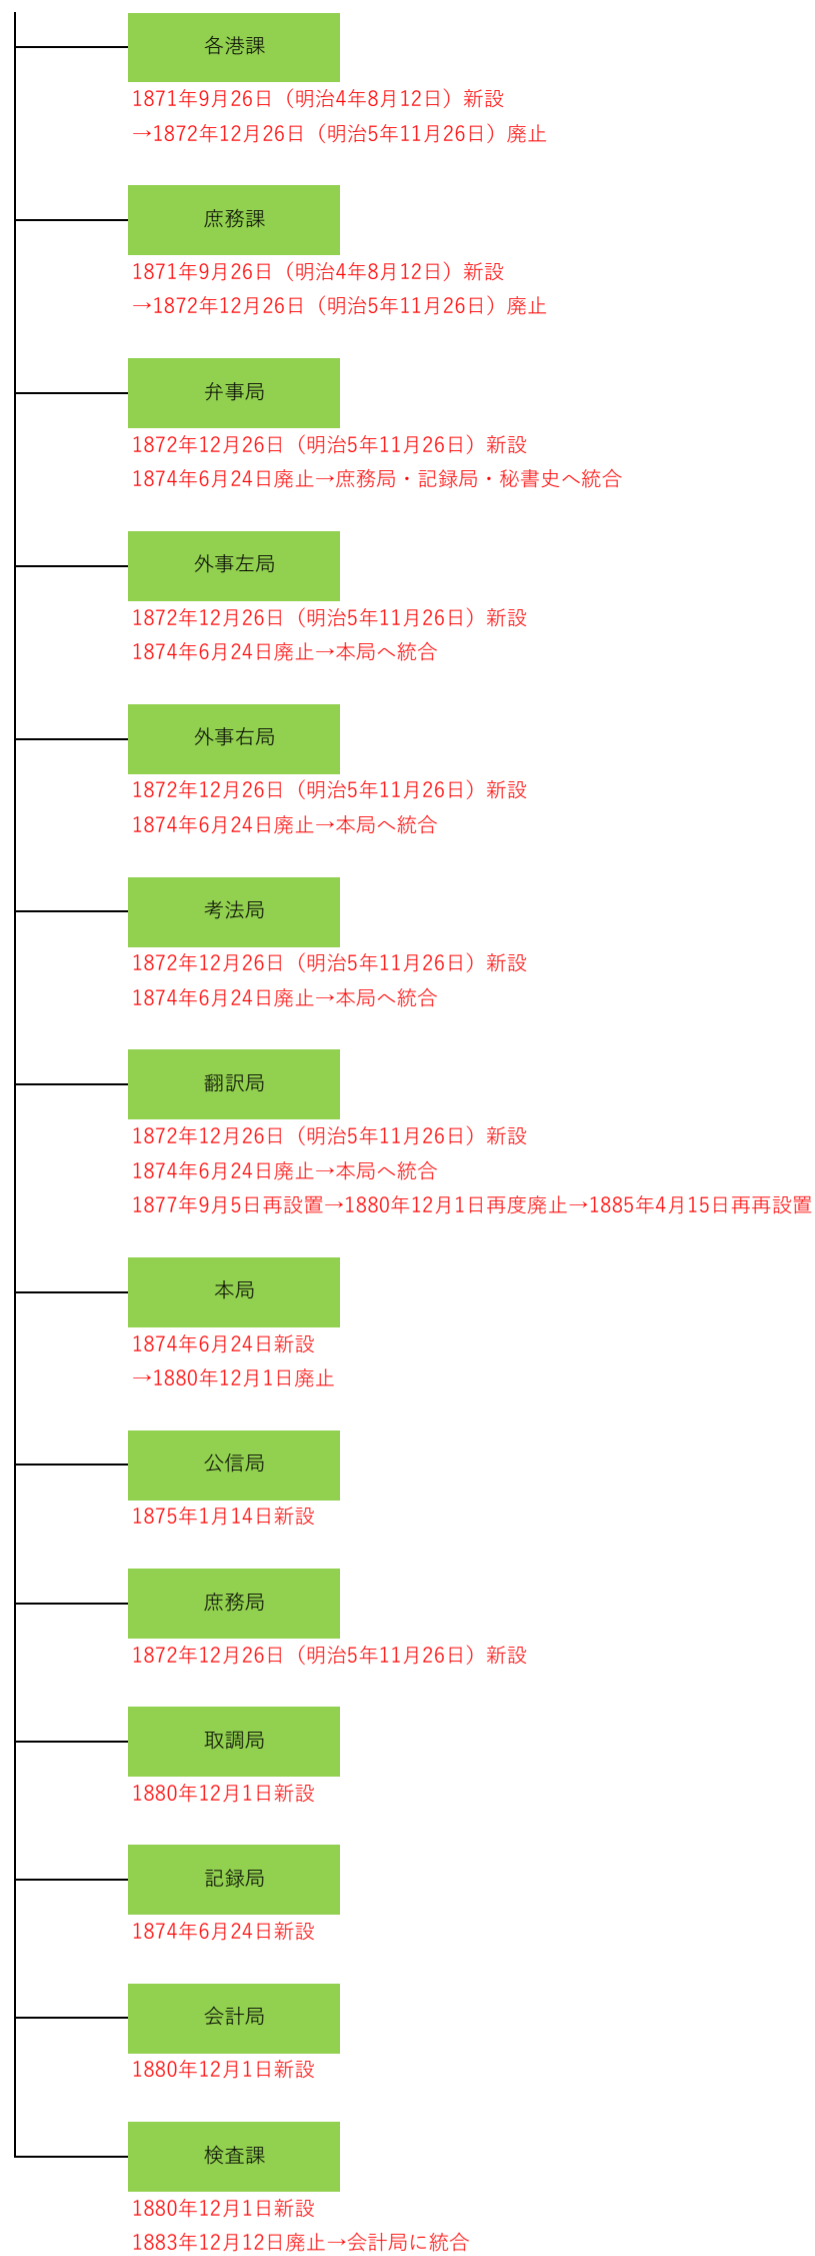 各港課
1871年9月26日（明治4年8月12日）新設
→1872年12月26日（明治5年11月26日）廃止
庶務課
1871年9月26日（明治4年8月12日）新設
→1872年12月26日（明治5年11月26日）廃止
弁事局
1872年12月26日（明治5年11月26日）新設
1874年6月24日廃止→庶務局・記録局・秘書史へ統合
外事左局
1872年12月26日（明治5年11月26日）新設
1874年6月24日廃止→本局へ統合
外事右局
1872年12月26日（明治5年11月26日）新設
1874年6月24日廃止→本局へ統合
考法局
1872年12月26日（明治5年11月26日）新設
1874年6月24日廃止→本局へ統合
翻訳局
1872年12月26日（明治5年11月26日）新設
1874年6月24日廃止→本局へ統合
1877年9月5日再設置→1880年12月1日再度廃止→1885年4月15日再再設置
本局
1874年6月24日新設
→1880年12月1日廃止
公信局
1875年1月14日新設
庶務局
1872年12月26日（明治5年11月26日）新設
取調局
1880年12月1日新設
記録局
1874年6月24日新設
会計局
1880年12月1日新設
検査課
1880年12月1日新設
1883年12月12日廃止→会計局に統合